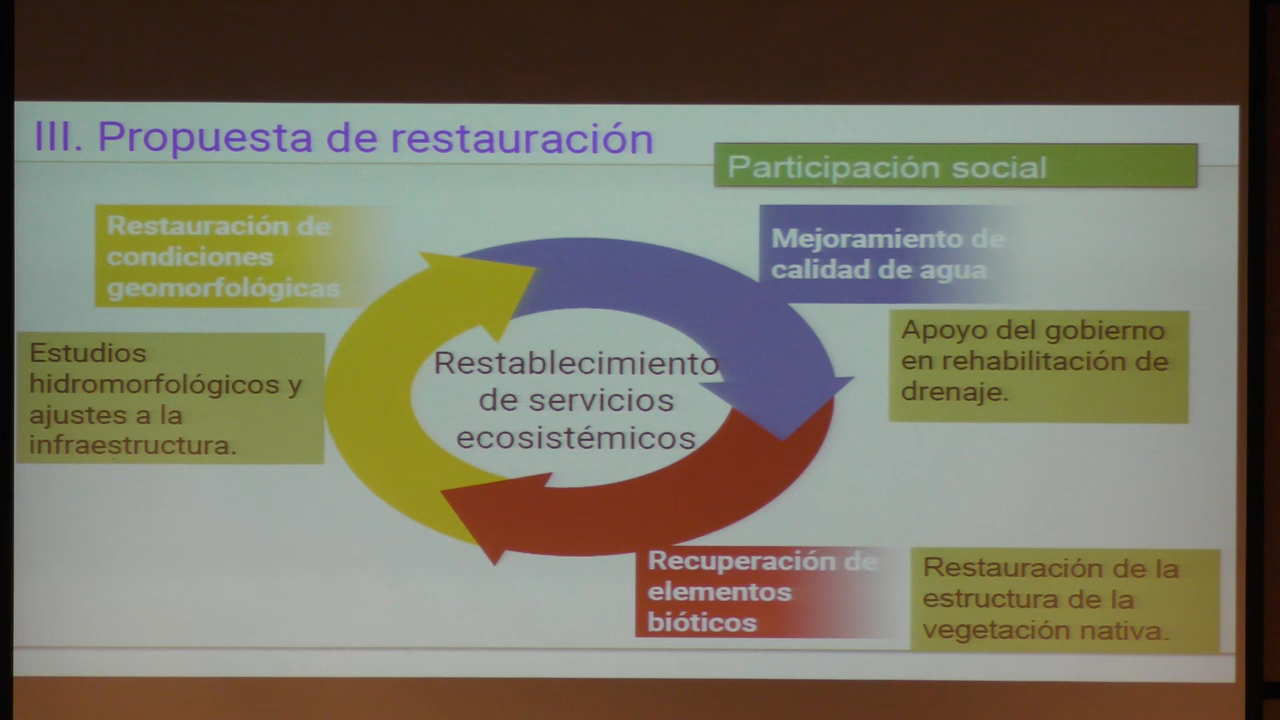 III. Propuesta de restauración
Participación social
Restauración de
condiciones
geomorfológicas
Mejoramiento de
calidad de agua
Estudios
hidromorfológicos y
ajustes a la
infraestructura.
Restablecimiento
de servicios
ecosistémicos
Apoyo del gobierno
en rehabilitación de
drenaje.
Recuperación de
elementos
bióticos
Restauración de la
estructura de la
vegetación nativa.